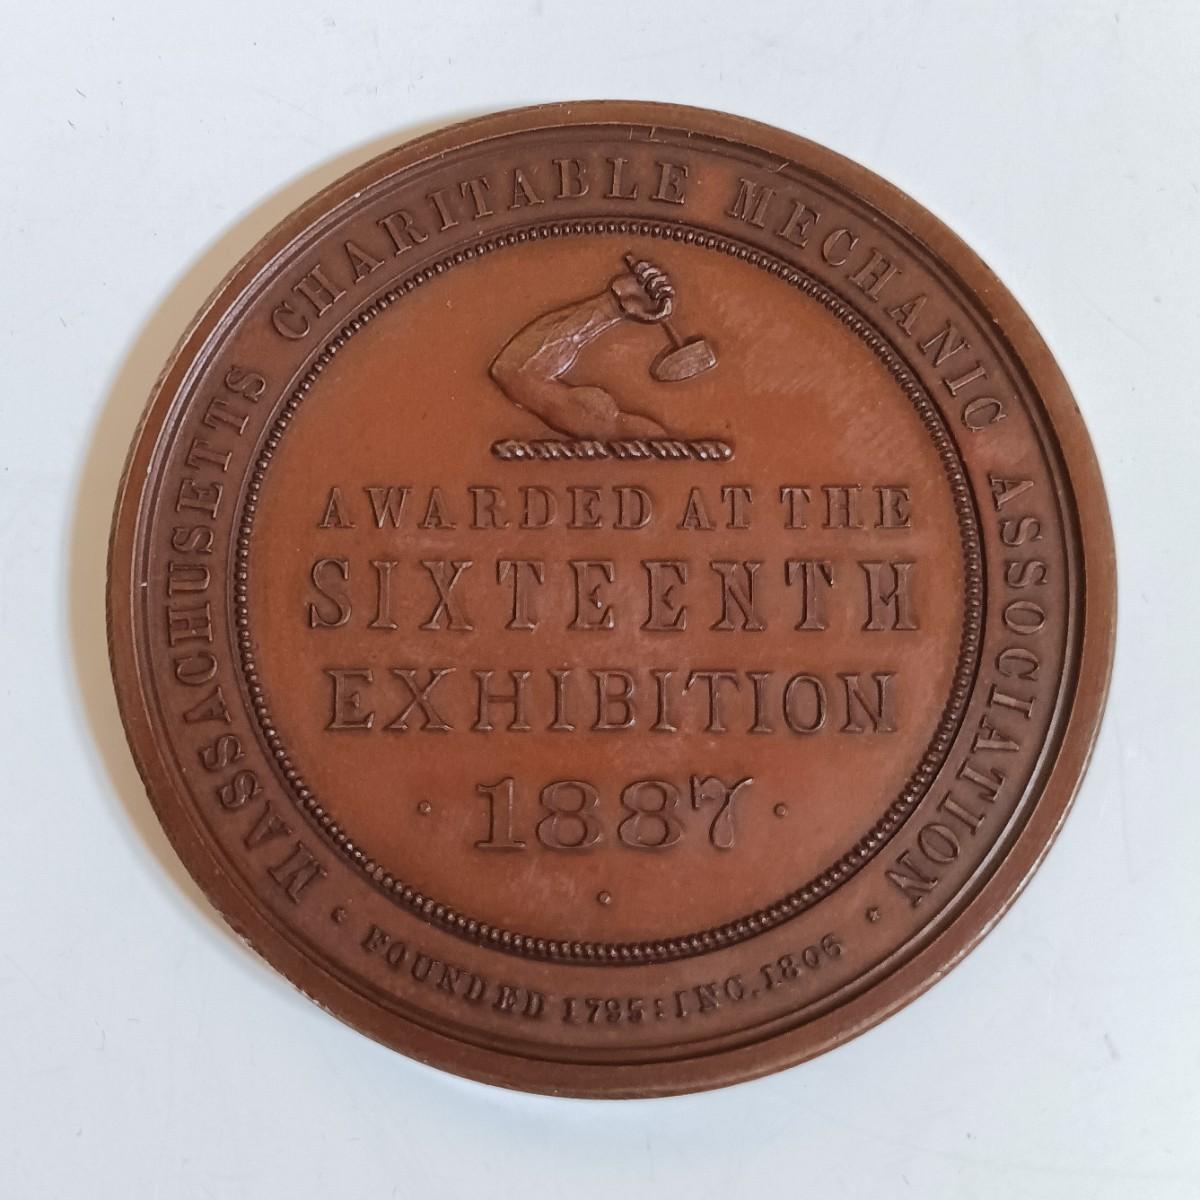 MASSACHUSETTS CHARITABLE MECHANIC ASSOCIATION
AWARDED AT THE
SIXTEENTH
EXHIBITION
· 1887 ·
· FOUNDED 1795: INC. 1806 ·